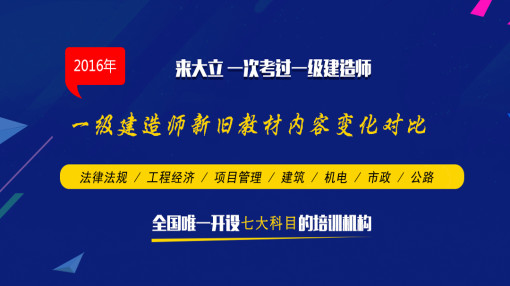 2016年
来大立 一次考过一级建造师
一级建造师新旧教材内容变化对比
法律法规 / 工程经济 / 项目管理 / 建筑 / 机电 / 市政 / 公路
全国唯一开设七大科目的培训机构